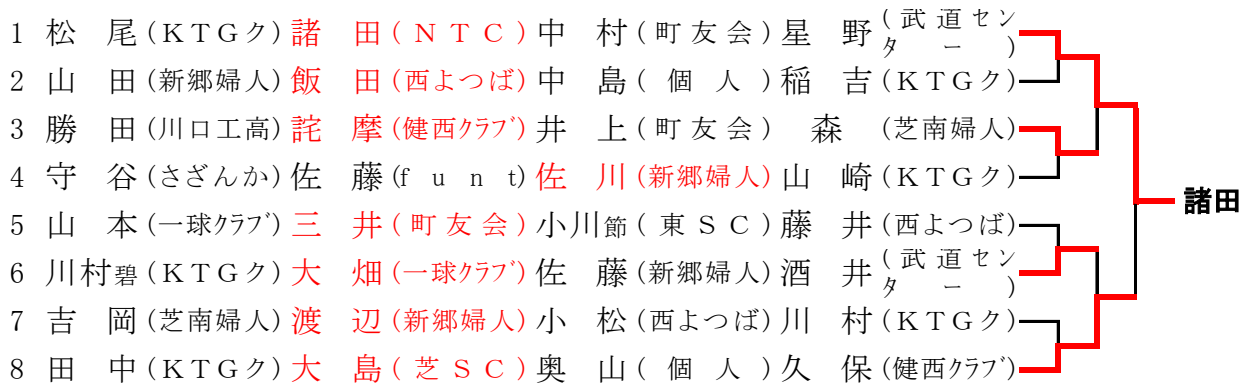 1 松 尾 (KTGク) 諸 田 (NTC) 中 村 (町友会) 星 野 (武道センター)
2 山 田 (新郷婦人) 飯 田 (西よつば) 中 島 (個人) 稲 吉 (KTGク)
3 勝 田 (川口工高) 詫 摩 (健西クラブ) 井 上 (町友会) 森 (芝南婦人)
4 守 谷 (さざんか) 佐 藤 (funt) 佐 川 (新郷婦人) 山 崎 (KTGク)
諸田
5 山 本 (一球クラブ) 三 井 (町友会) 小川節 (東SC) 藤 井 (西よつば)
6 川村碧 (KTGク) 大 畑 (一球クラブ) 佐 藤 (新郷婦人) 酒 井 (武道センター)
7 吉 岡 (芝南婦人) 渡 辺 (新郷婦人) 小 松 (西よつば) 川 村 (KTGク)
8 田 中 (KTGク) 大 島 (芝SC) 奥 山 (個人) 久 保 (健西クラブ)